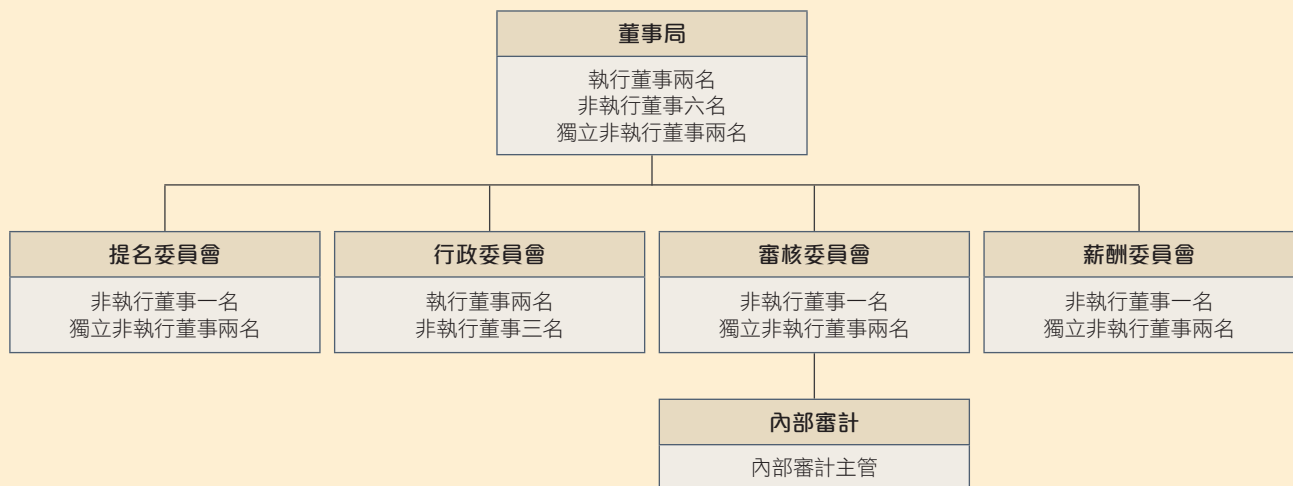 董事局
執行董事兩名
非執行董事六名
獨立非執行董事兩名
提名委員會
非執行董事一名
獨立非執行董事兩名
行政委員會
執行董事兩名
非執行董事三名
審核委員會
非執行董事一名
獨立非執行董事兩名
薪酬委員會
非執行董事一名
獨立非執行董事兩名
內部審計
內部審計主管